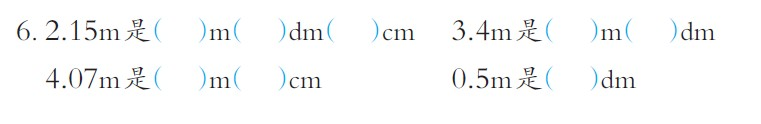 6. 2.15m是(　)m(　)dm(　)cm　3.4m是(　)m(　)dm
4.07m是(　)m(　)cm　0.5m是(　)dm